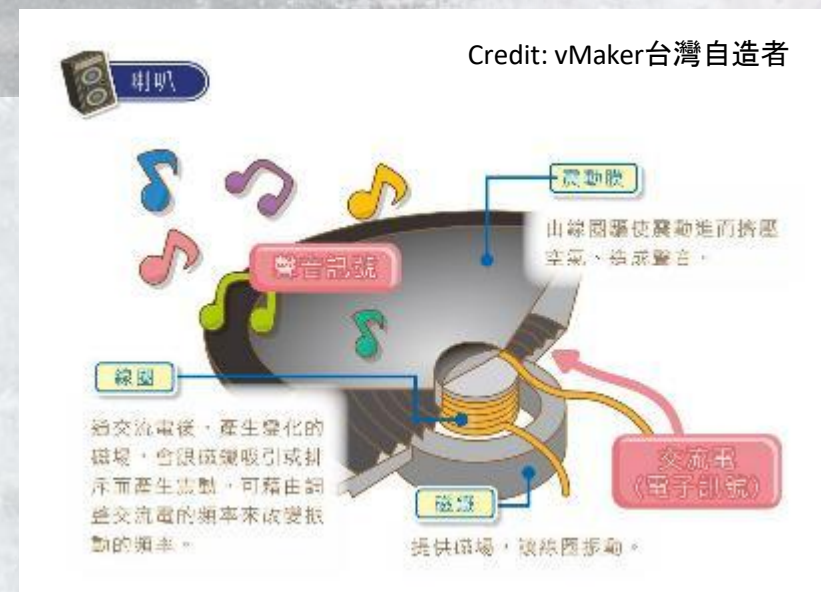 Credit: vMaker台灣自造者
喇叭
震動膜
由線圈驅使震動進而擠壓
空氣、造成聲音。
聲音訊號
線圈
通交流電後，產生變化的
磁場，會跟磁鐵吸引或排
斥而產生震動，可藉由調
整交流電的頻率來改變振
動的頻率。
交流電
(電子訊號)
磁鐵
提供磁場，讓線圈振動。